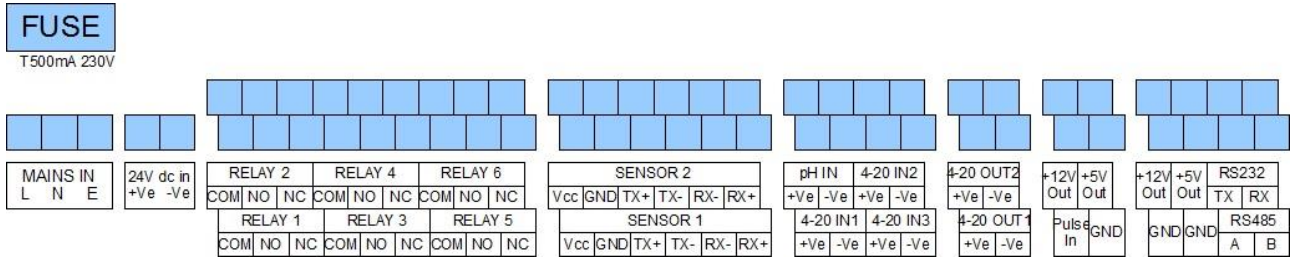 FUSE
T500mA 230V
MAINS IN
L N E
24V dc in
+Ve -Ve
RELAY 2 RELAY 4 RELAY 6
COM NO NC COM NO NC COM NO NC
RELAY 1 RELAY 3 RELAY 5
COM NO NC COM NO NC COM NO NC
SENSOR 2
Vcc GND TX+ TX- RX- RX+
SENSOR 1
Vcc GND TX+ TX- RX- RX+
pH IN 4-20 IN2
+Ve -Ve +Ve -Ve
4-20 IN1 4-20 IN3
+Ve -Ve +Ve -Ve
4-20 OUT2
+Ve -Ve
4-20 OUT1
+Ve -Ve
+12V +5V
Out Out
Pulse GND
In
+12V +5V RS232
Out Out TX RX
GND GND RS485
A B